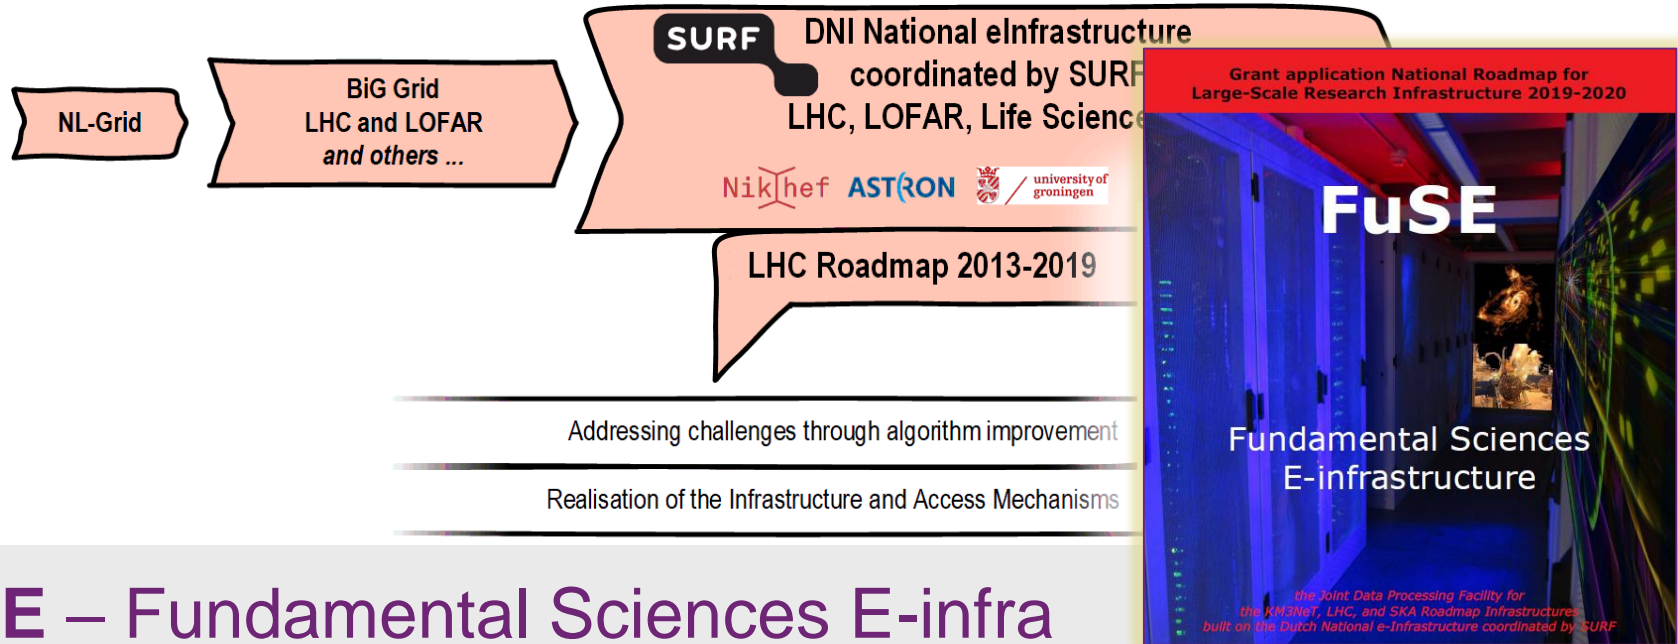 NL-Grid
BiG Grid
LHC and LOFAR
and others ...
SURF
DNI National eInfrastructure
coordinated by SURF
LHC, LOFAR, Life Science
Nikhef
ASTRON
university of
groningen
LHC Roadmap 2013-2019
Addressing challenges through algorithm improvement
Realisation of the Infrastructure and Access Mechanisms
E – Fundamental Sciences E-infra
Grant application National Roadmap for
Large-Scale Research Infrastructure 2019-2020
FuSE
Fundamental Sciences
E-infrastructure
the Joint Data Processing Facility for
the KM3NeT, LHC, and SKA Roadmap Infrastructures
built on the Dutch National e-Infrastructure coordinated by SURF